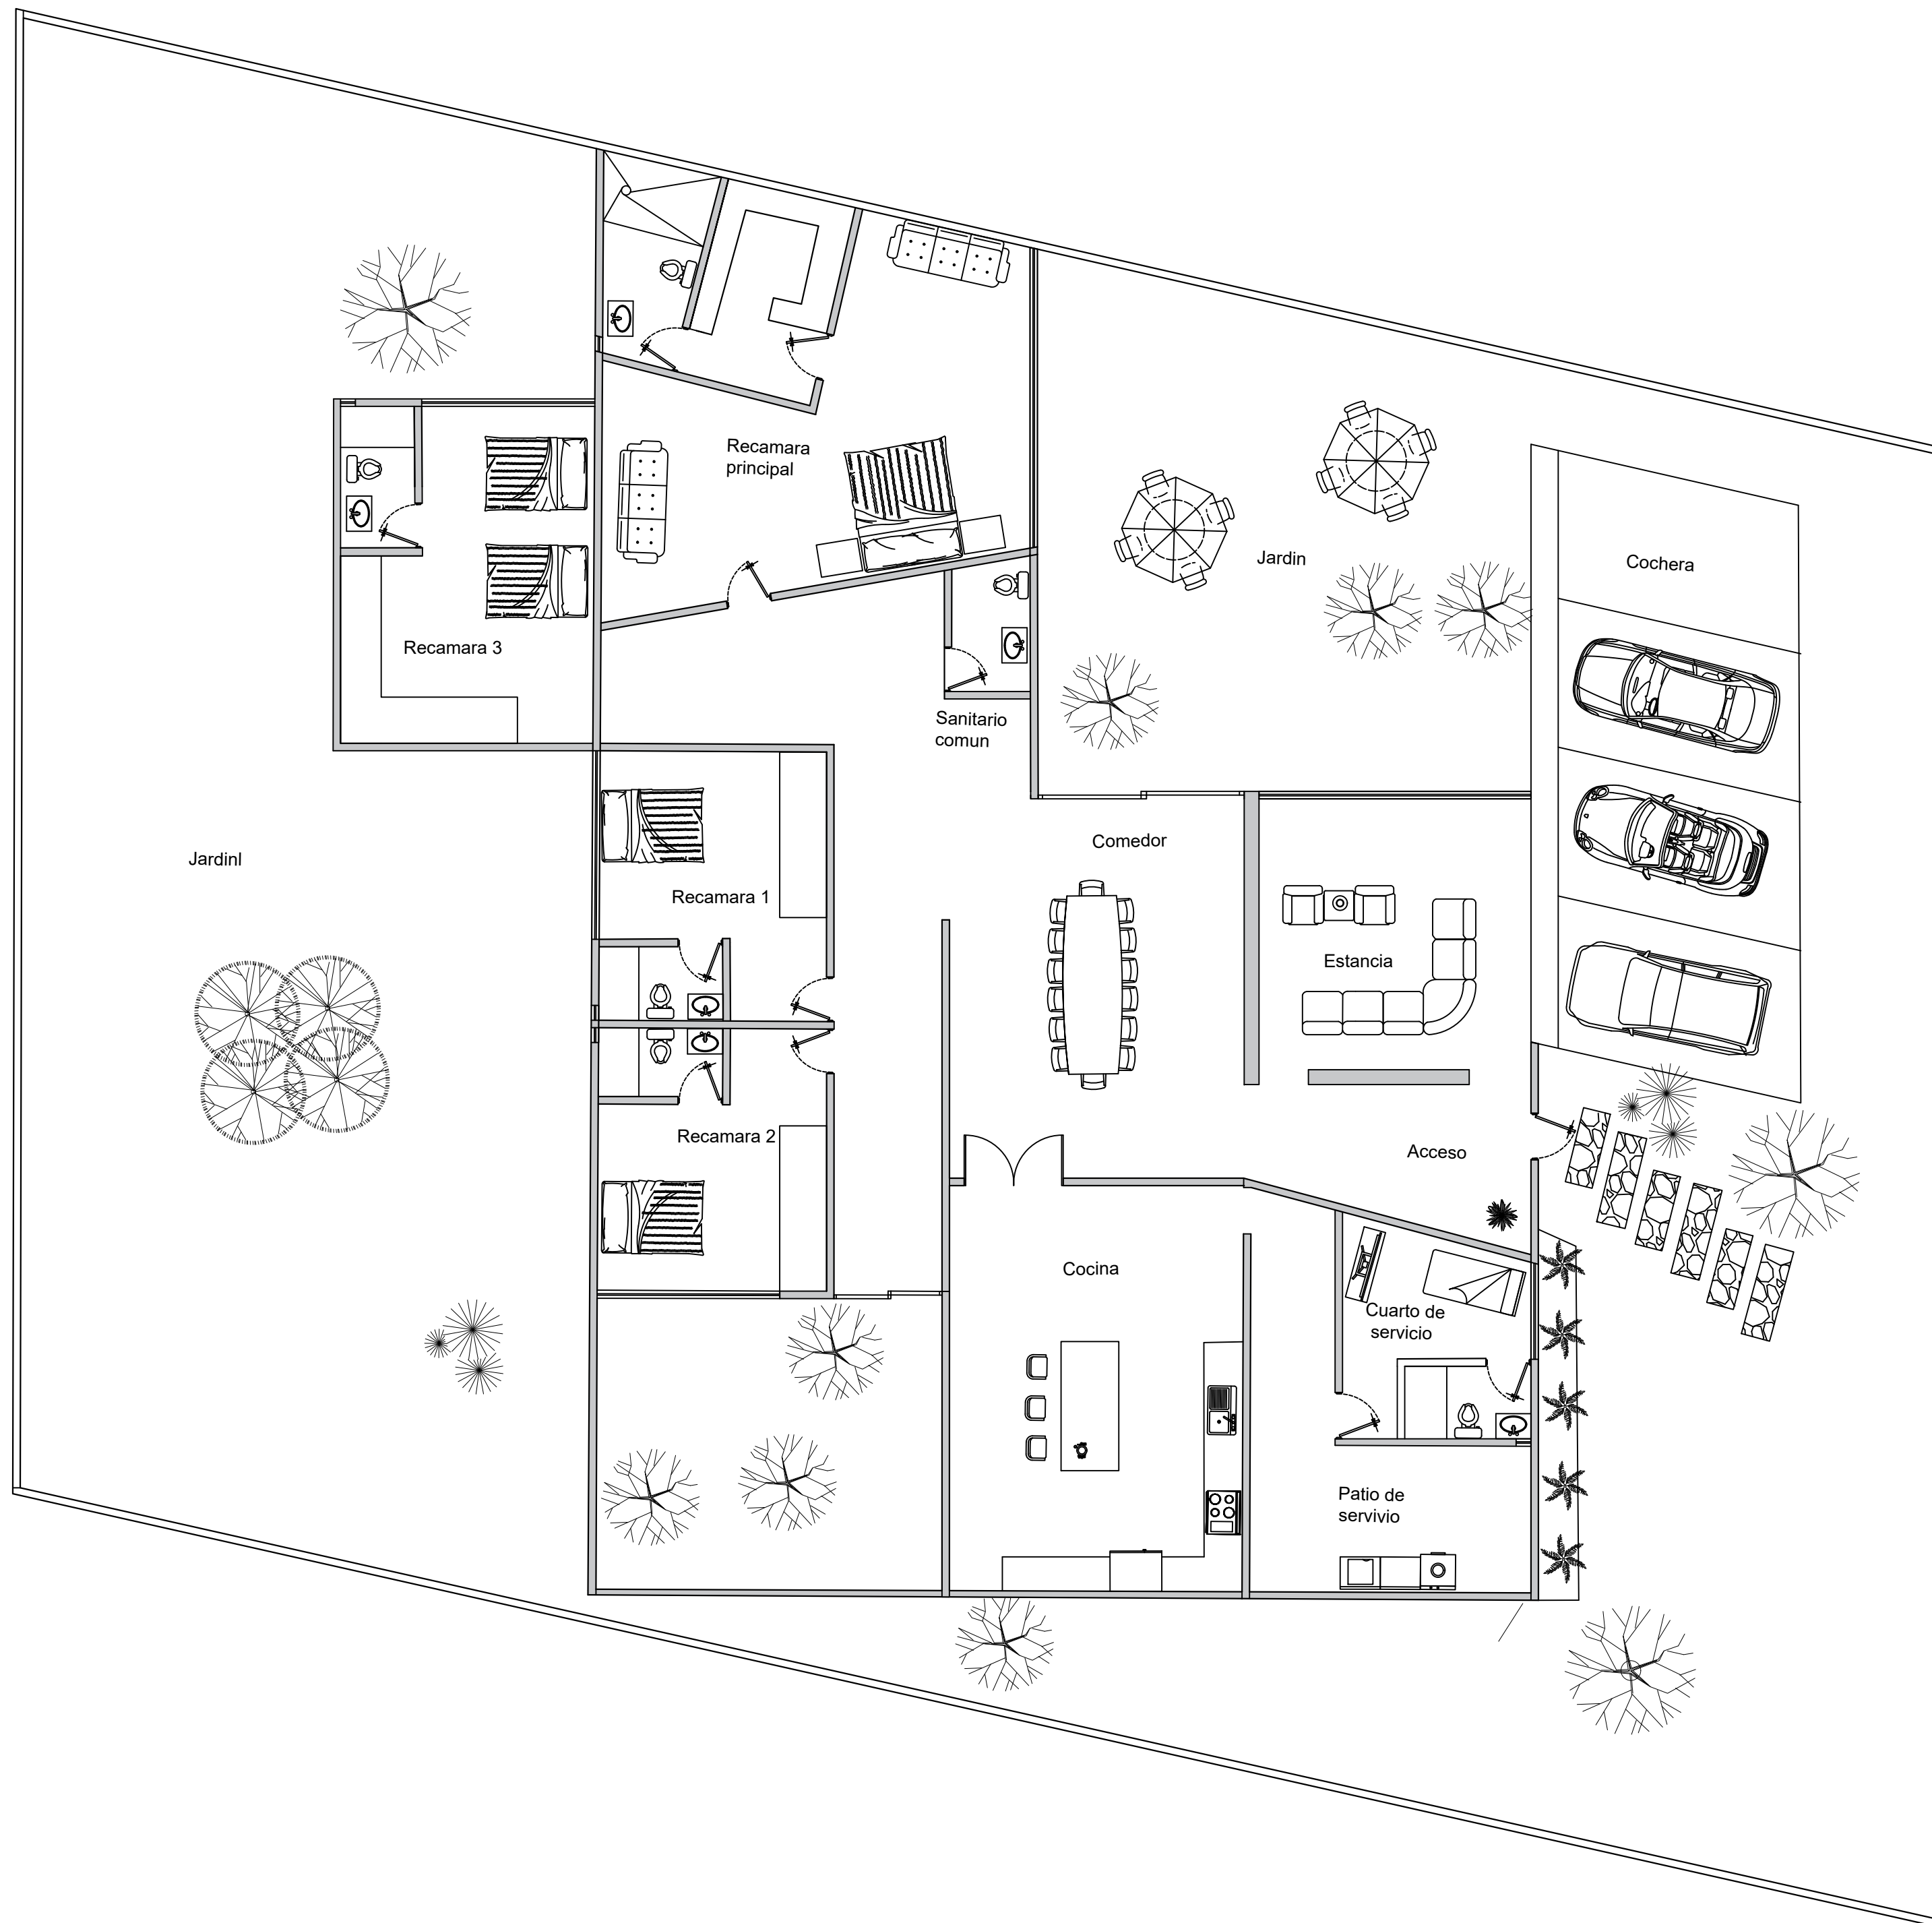 Recamara
principal
Jardin
Cochera
Recamara 3
Sanitario
comun
Comedor
Jardinl
Recamara 1
Estancia
Recamara 2
Acceso
Cocina
Cuarto de
servicio
Patio de
servivio